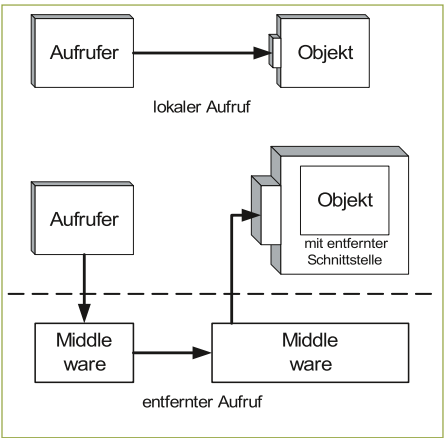 Aufrufer
Objekt
lokaler Aufruf
Aufrufer
Objekt
mit entfernter
Schnittstelle
Middle
ware
Middle
ware
entfernter Aufruf